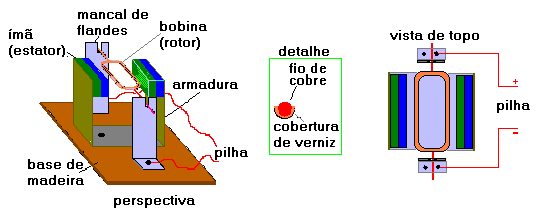 mancal de
flandes
ímã
(estator)
bobina
(rotor)
armadura
pilha
base de
madeira
perspectiva
detalhe
fio de
cobre
cobertura
de verniz
vista de topo
+
pilha
-